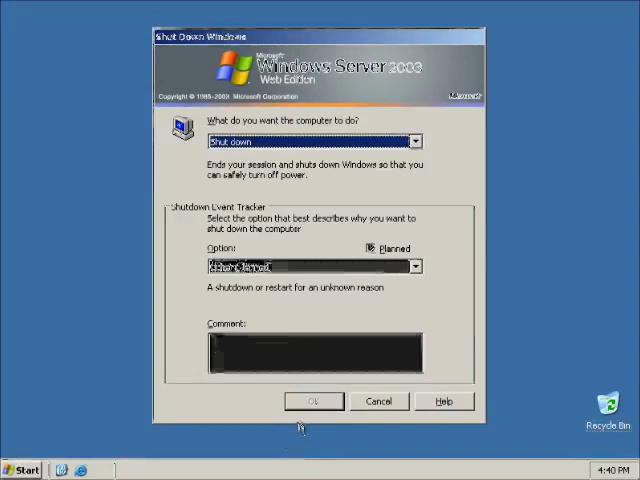 Shut Down Windows
Microsoft
Windows Server 2003
Web Edition
Copyright © 1985-2003 Microsoft Corporation
Microsoft
What do you want the computer to do?
Shut down
Ends your session and shuts down Windows so that you
can safely turn off power.
Shutdown Event Tracker
Select the option that best describes why you want to
shut down the computer
Option:
Planned
A shutdown or restart for an unknown reason
Comment:
OK
Cancel
Help
Recycle Bin
Start
4:40 PM